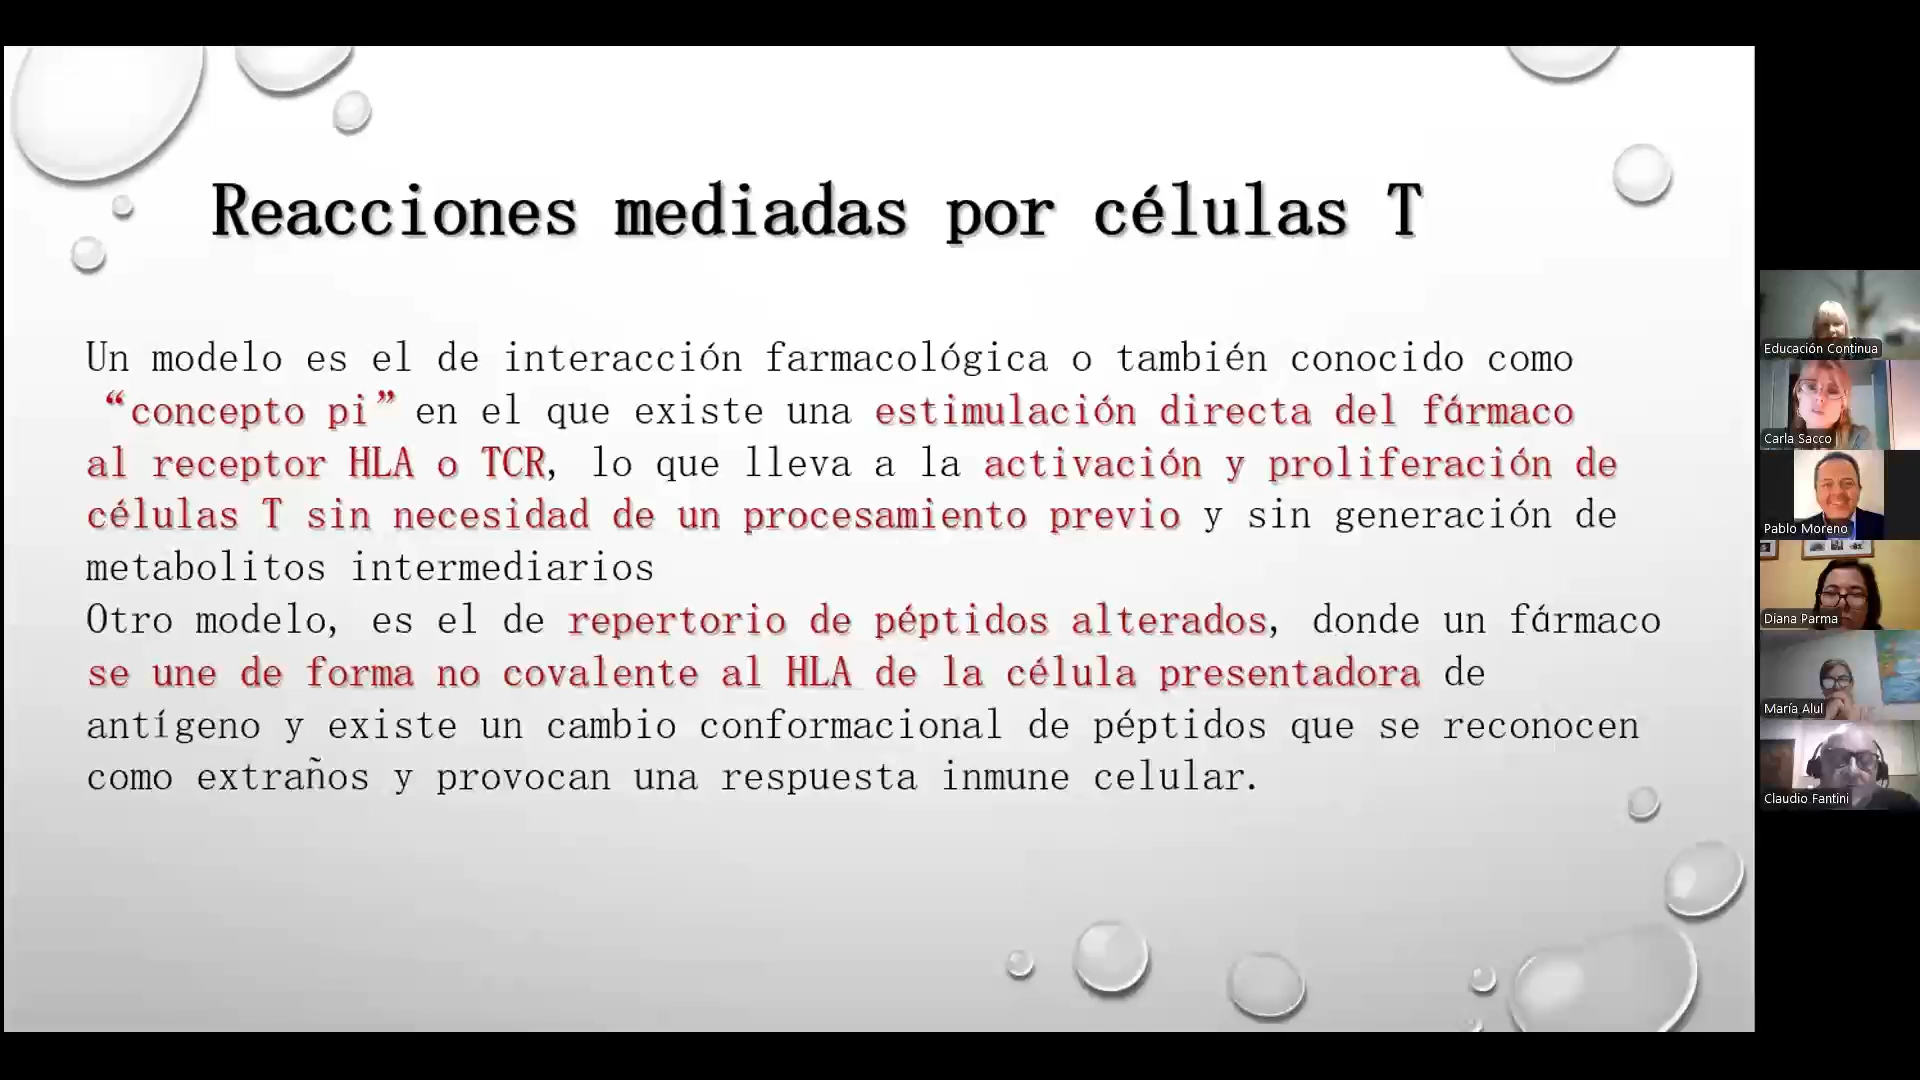 Reacciones mediadas por células T
Un modelo es el de interacción farmacológica o también conocido como
“concepto pi” en el que existe una estimulación directa del fármaco
al receptor HLA o TCR, lo que lleva a la activación y proliferación de
células T sin necesidad de un procesamiento previo y sin generación de
metabolitos intermediarios
Otro modelo, es el de repertorio de péptidos alterados, donde un fármaco
se une de forma no covalente al HLA de la célula presentadora de
antígeno y existe un cambio conformacional de péptidos que se reconocen
como extraños y provocan una respuesta inmune celular.
Educación Continua
Carla Sacco
Pablo Moreno
Diana Parma
María Alul
Claudio Fantini